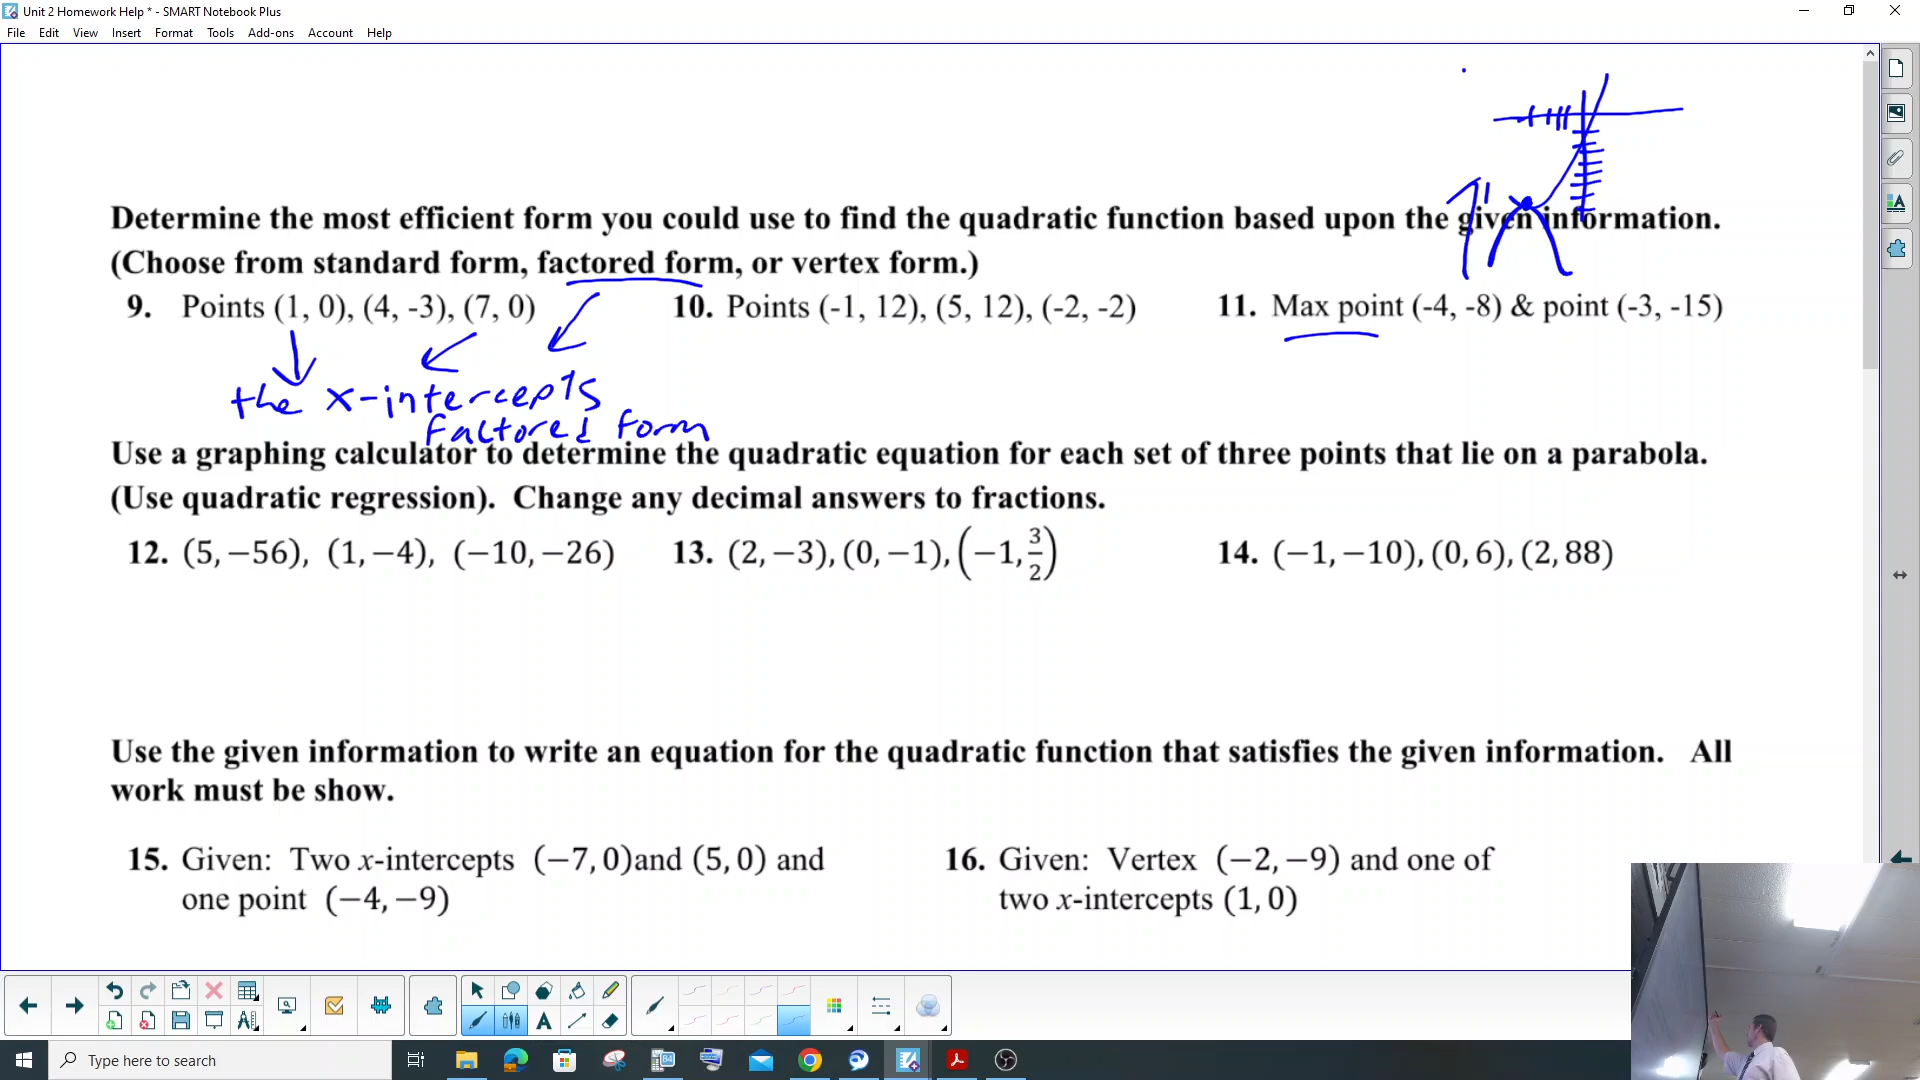 Unit 2 Homework Help * - SMART Notebook Plus
File Edit View Insert Format Tools Add-ons Account Help
Determine the most efficient form you could use to find the quadratic function based upon the given information.
(Choose from standard form, factored form, or vertex form.)
9. Points (1, 0), (4, -3), (7, 0)
10. Points (-1, 12), (5, 12), (-2, -2)
11. Max point (-4, -8) & point (-3, -15)
the x-intercepts
Factored form
Use a graphing calculator to determine the quadratic equation for each set of three points that lie on a parabola.
(Use quadratic regression). Change any decimal answers to fractions.
12. (5, −56), (1, −4), (−10, −26)
13. (2, −3), (0, −1), (−1, 3/2)
14. (−1, −10), (0, 6), (2, 88)
Use the given information to write an equation for the quadratic function that satisfies the given information. All
work must be show.
15. Given: Two x-intercepts (−7, 0)and (5, 0) and
one point (−4, −9)
16. Given: Vertex (−2, −9) and one of
two x-intercepts (1, 0)
Type here to search